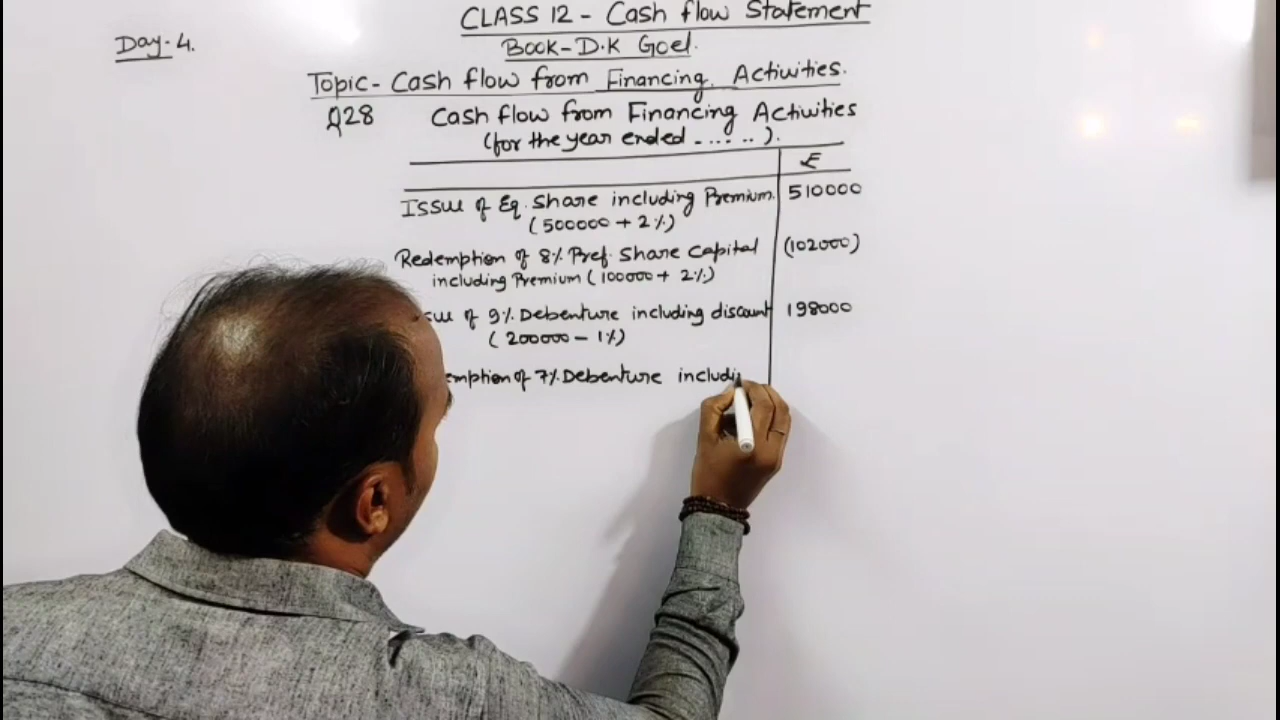 CLASS 12 - Cash flow Statement
Day-4.
BOOK-D.K Goel.
Topic- Cash flow from Financing Activities.
Q28 Cash flow from Financing Activities
(for the year ended ......).
₹
Issue of Eq. Share including Premium. 510000
(500000 + 2%)
Redemption of 8% Pref. Share Capital (102000)
including Premium (100000 + 2%)
of 9% Debenture including discount 198000
(200000 - 1%)
of 7% Debenture